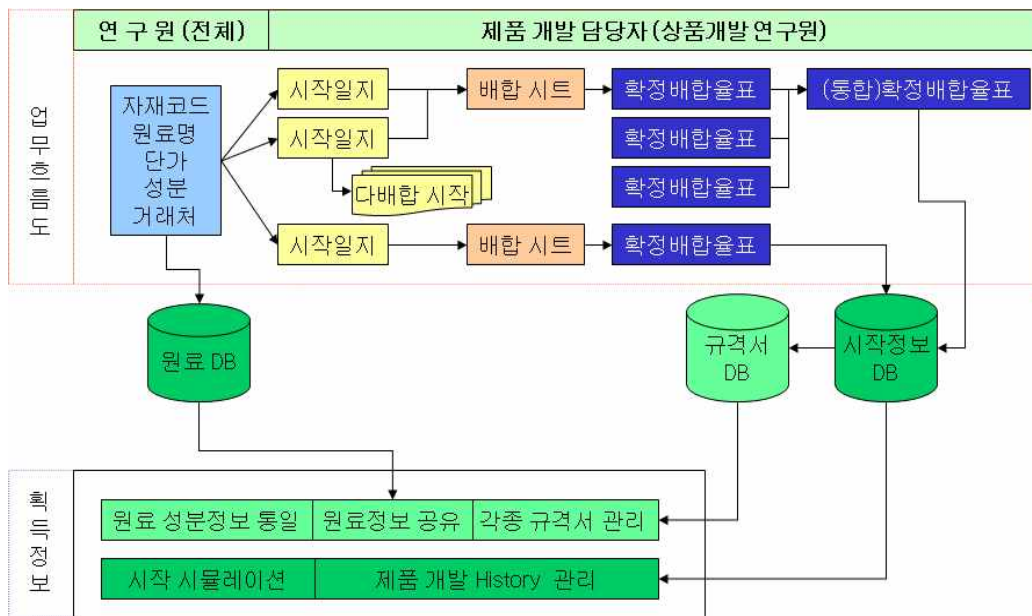 연 구 원 (전체)
제품 개발 담당자 (상품개발 연구원)
업무흐름도
자재코드
원료명
단가
성분
거래처
시작일지
배합 시트
확정배합율표
(통합)확정배합율표
시작일지
확정배합율표
다배합 시작
확정배합율표
시작일지
배합 시트
확정배합율표
원료 DB
규격서
DB
시작정보
DB
획득정보
원료 성분정보 통일
원료정보 공유
각종 규격서 관리
시작 시뮬레이션
제품 개발 History 관리